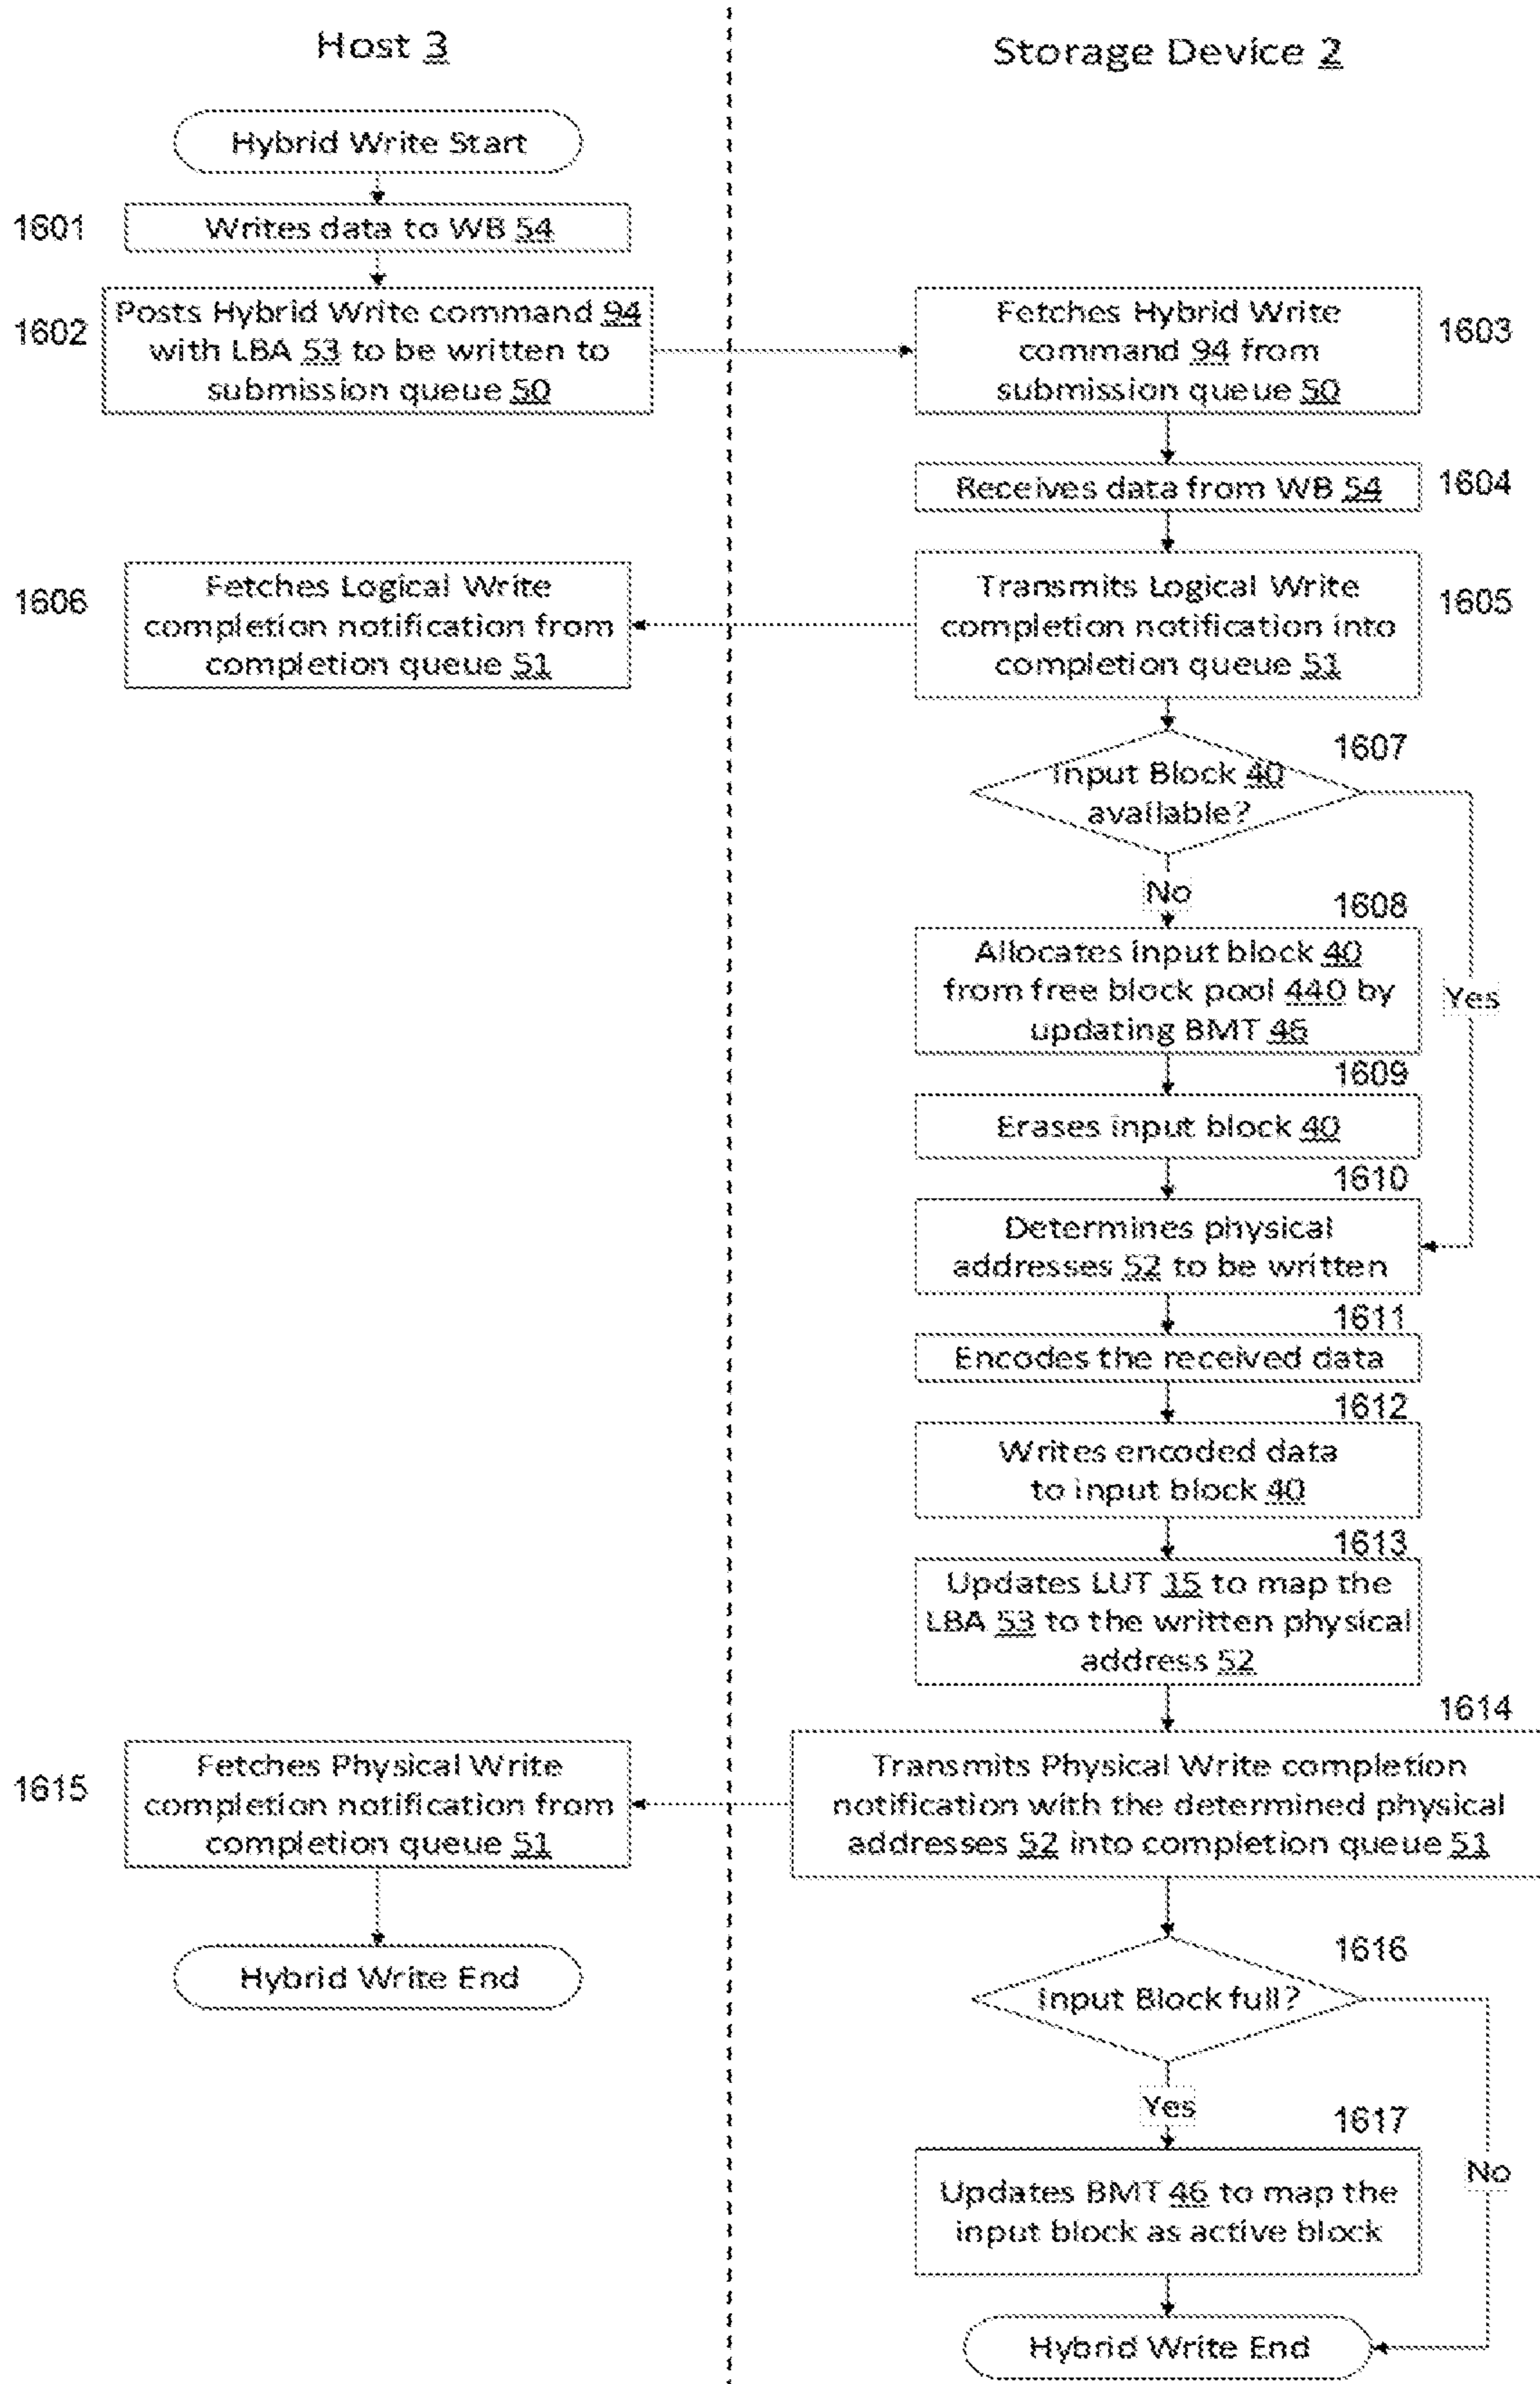 Host 3
Storage Device 2
Hybrid Write Start
1601
Writes data to WB 54
1602
Posts Hybrid Write command 94
with LBA 53 to be written to
submission queue 50
Fetches Hybrid Write
command 94 from
submission queue 50
1603
Receives data from WB 54
1604
1606
Fetches Logical Write
completion notification from
completion queue 51
Transmits Logical Write
completion notification into
completion queue 51
1605
1607
Input Block 40
available?
No
Yes
1608
Allocates input block 40
from free block pool 440 by
updating BMT 46
1609
Erases input block 40
1610
Determines physical
addresses 52 to be written
1611
Encodes the received data
1612
Writes encoded data
to input block 40
1613
Updates LUT 15 to map the
LBA 53 to the written physical
address 52
1614
Transmits Physical Write completion
notification with the determined physical
addresses 52 into completion queue 51
1615
Fetches Physical Write
completion notification from
completion queue 51
Hybrid Write End
1616
Input Block full?
Yes
No
1617
Updates BMT 46 to map the
input block as active block
Hybrid Write End